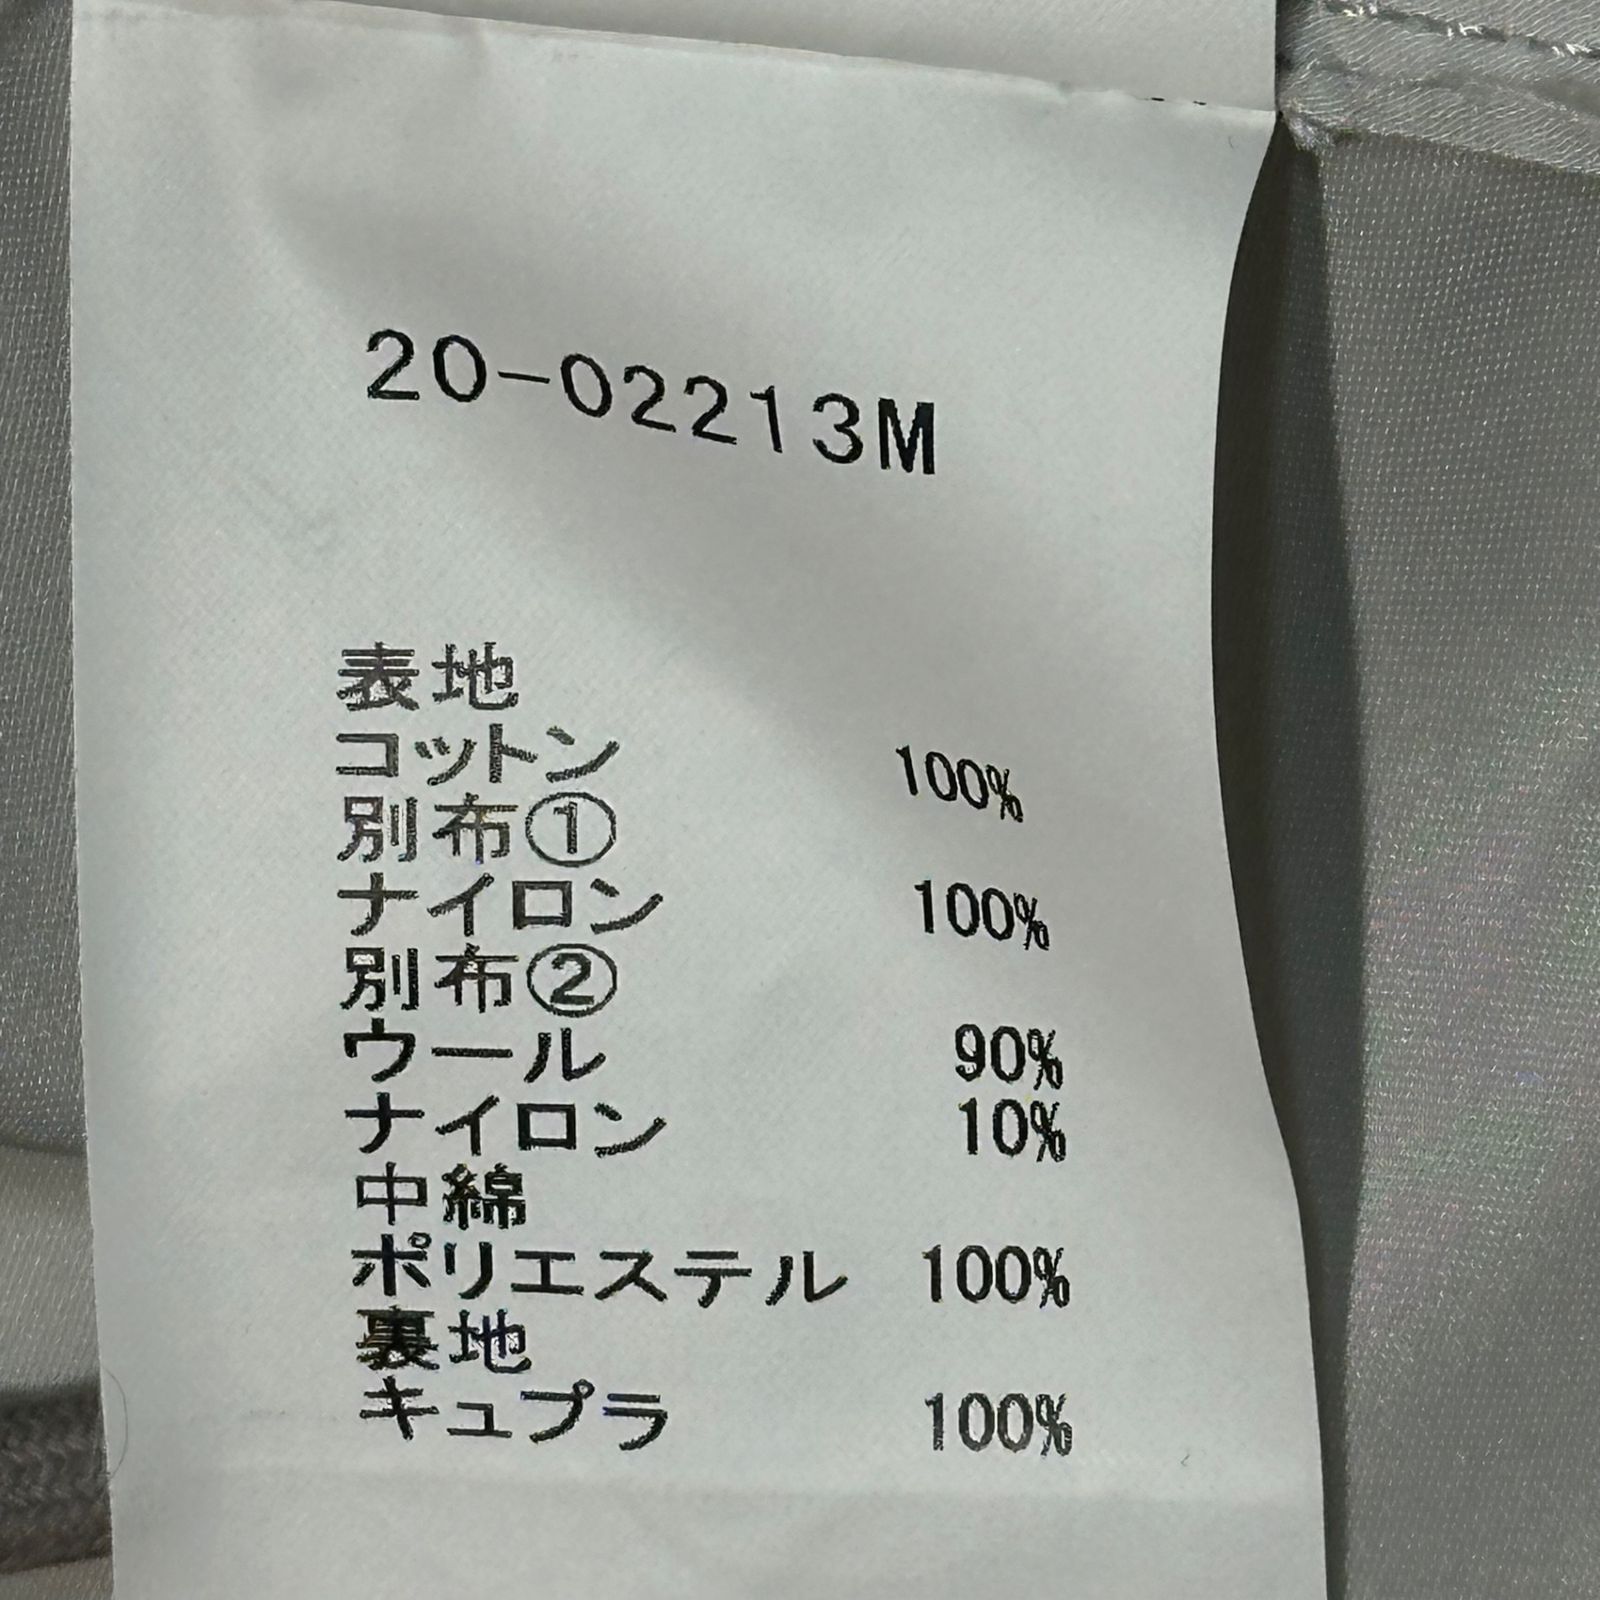 20-02213M
表地
コットン 100%
別布①
ナイロン 100%
別布②
ウール 90%
ナイロン 10%
中綿
ポリエステル 100%
裏地
キュプラ 100%